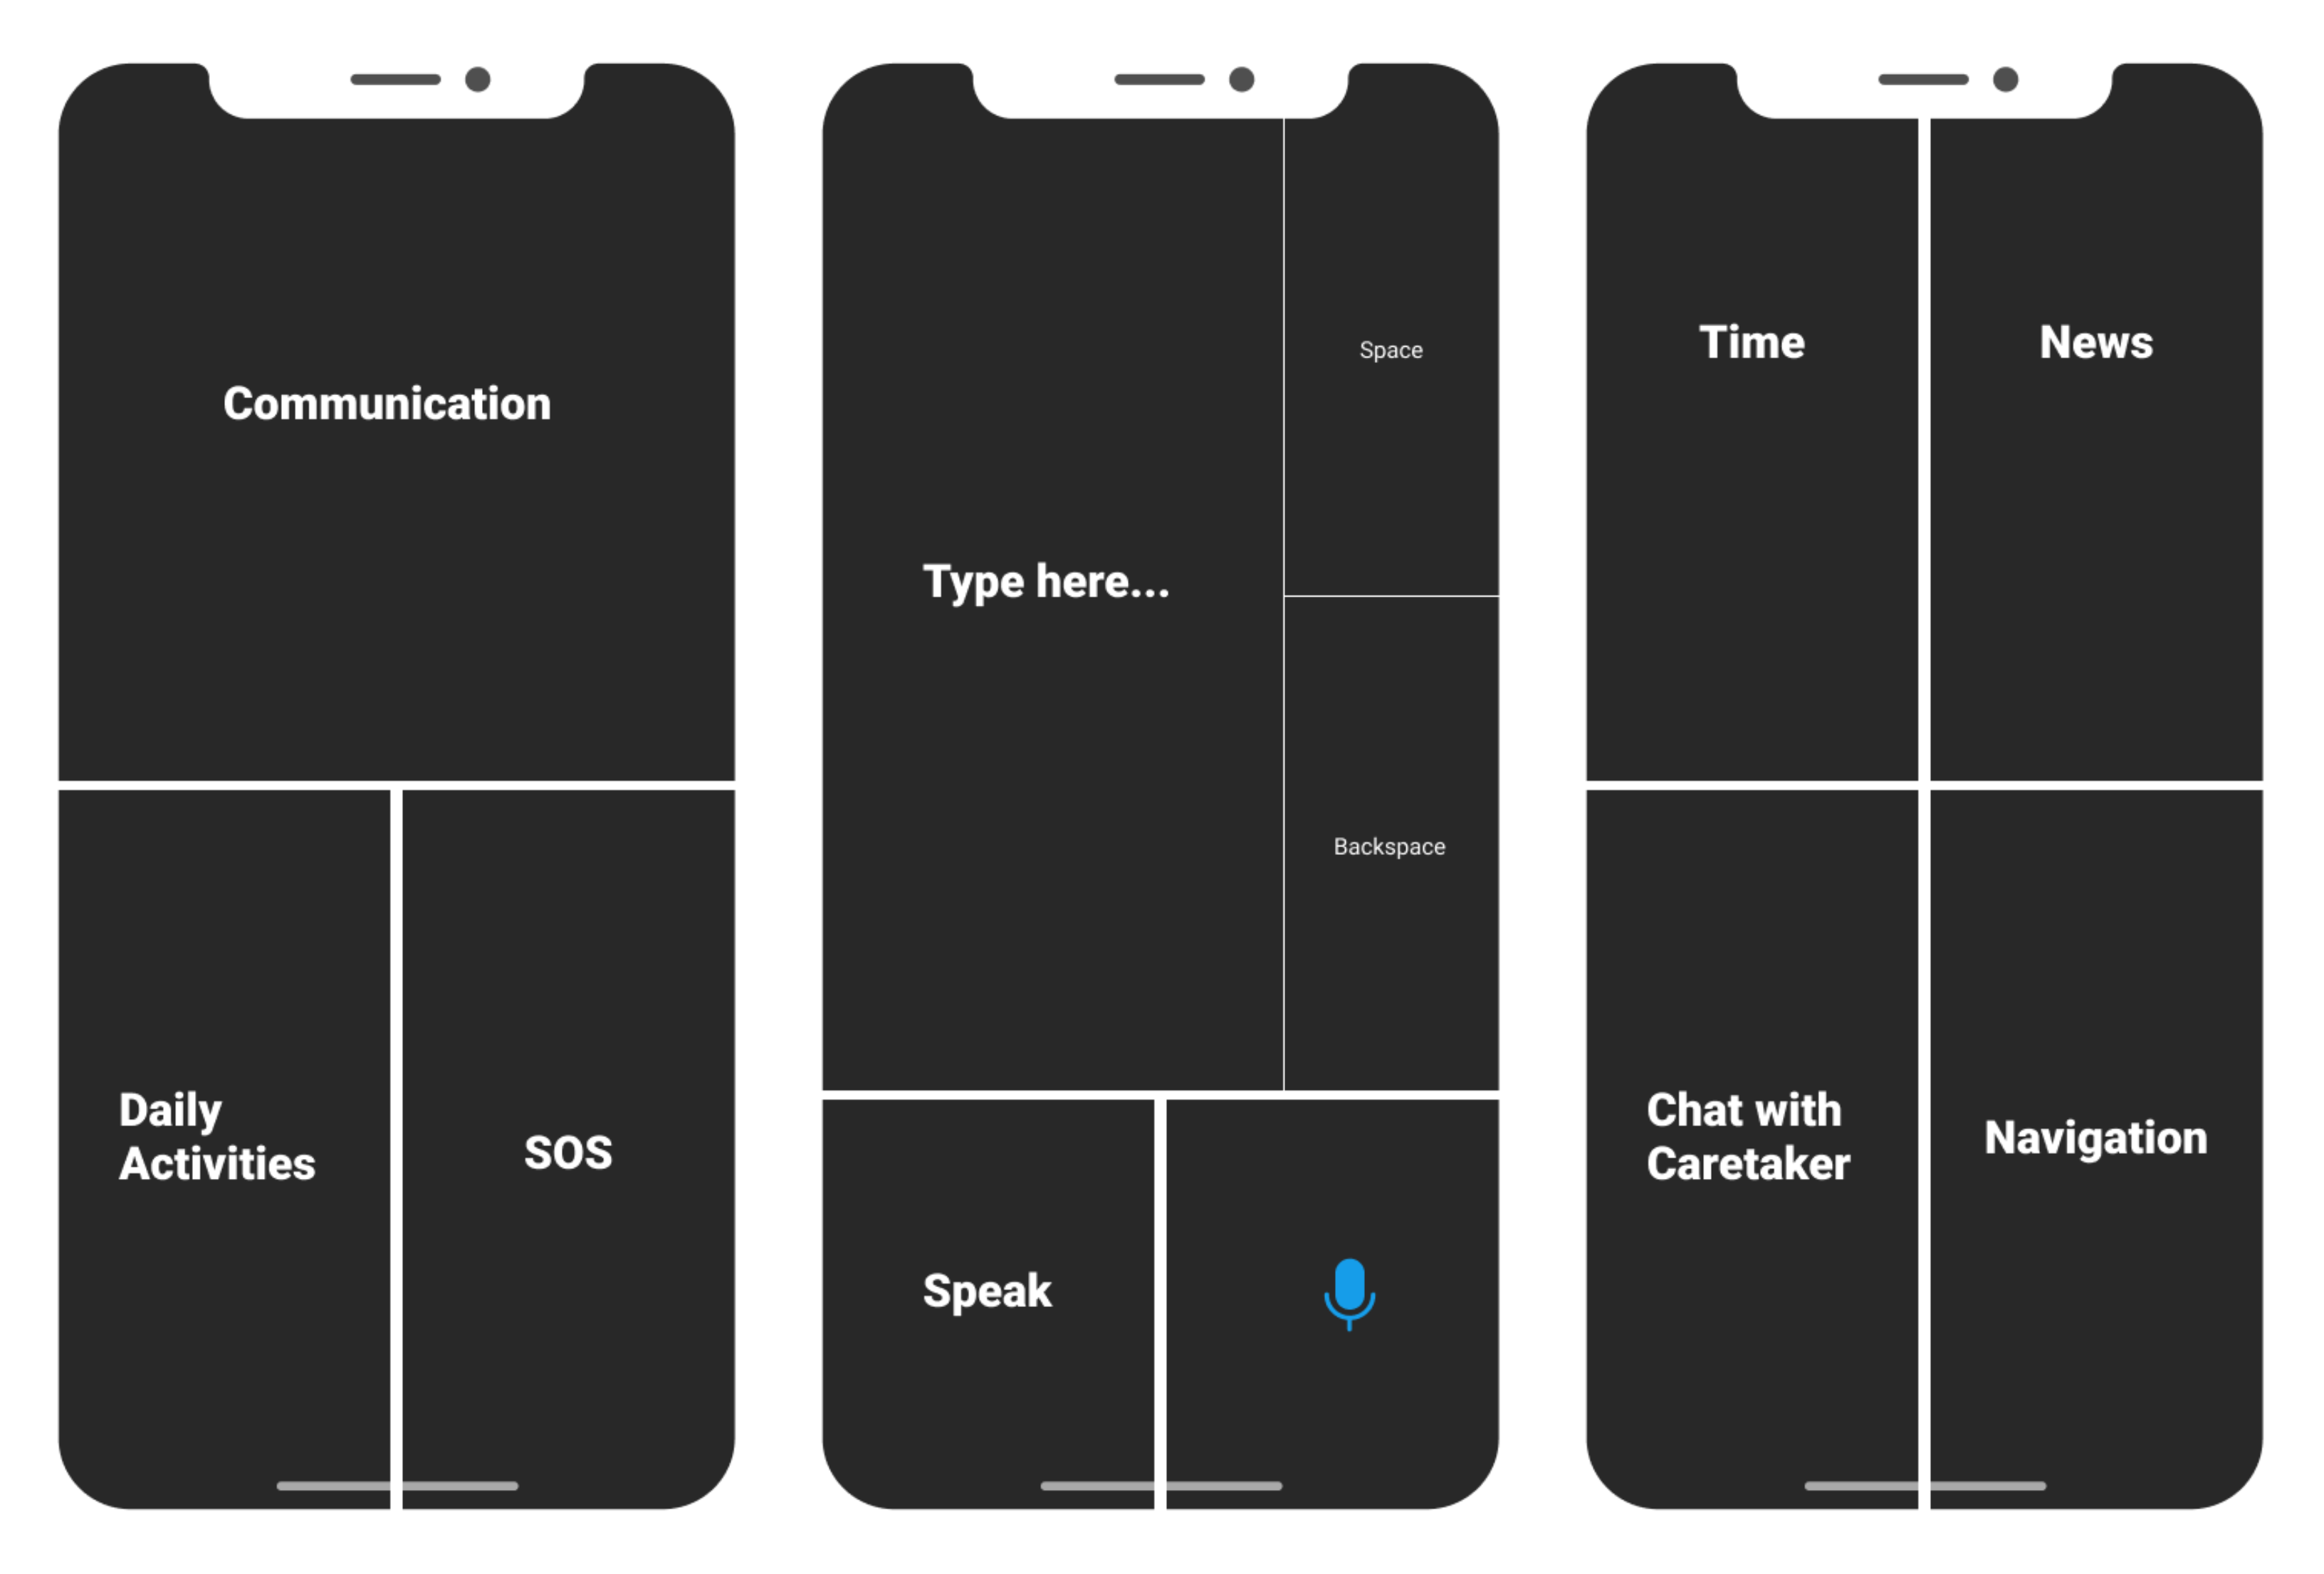 Communication
Daily
Activities
SOS
Type here...
Space
Backspace
Speak
Time
News
Chat with
Caretaker
Navigation